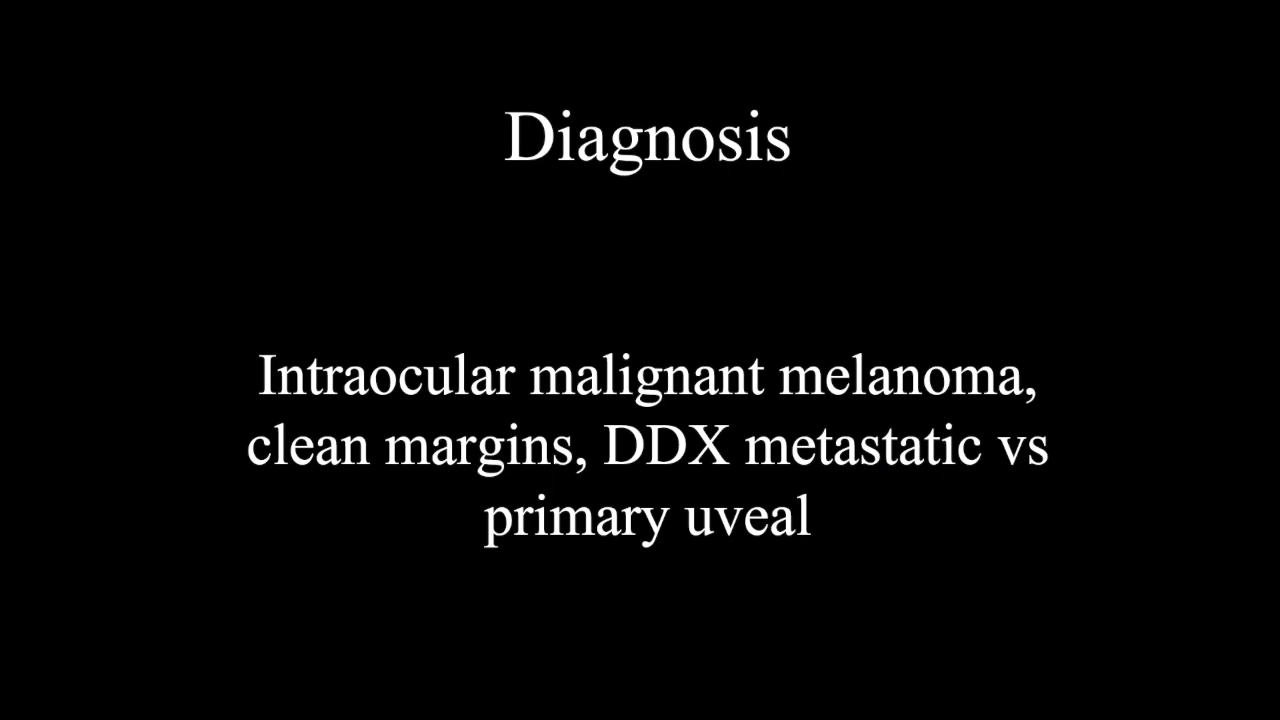 Diagnosis
Intraocular malignant melanoma,
clean margins, DDX metastatic vs
primary uveal